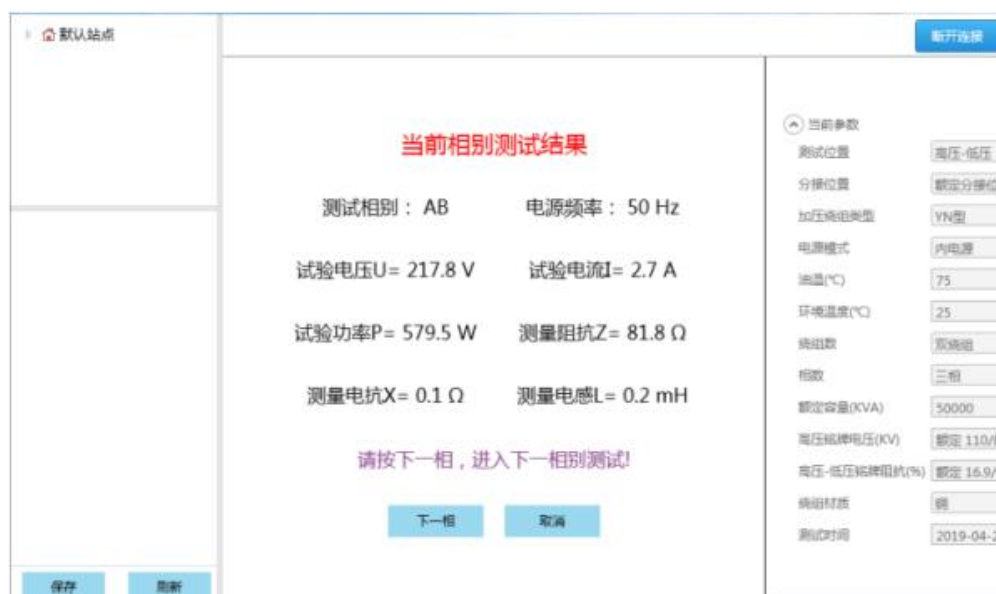 默认站点
断开连接
当前相别测试结果
测试相别： AB 电源频率： 50 Hz
试验电压U= 217.8 V 试验电流I= 2.7 A
试验功率P= 579.5 W 测量阻抗Z= 81.8 Ω
测量电抗X= 0.1 Ω 测量电感L= 0.2 mH
请按下一相，进入下一相别测试!
下一相 取消
当前参数
测试位置 高压-低压
分接位置 额定分接位
加压绕组类型 YN型
电源模式 内电源
油温(℃) 75
环境温度(℃) 25
绕组数 双绕组
相数 三相
额定容量(KVA) 50000
高压铭牌电压(KV) 额定 110/
高压-低压铭牌阻抗(%) 额定 16.9/
绕组材质 铜
测试时间 2019-04-2
保存 刷新